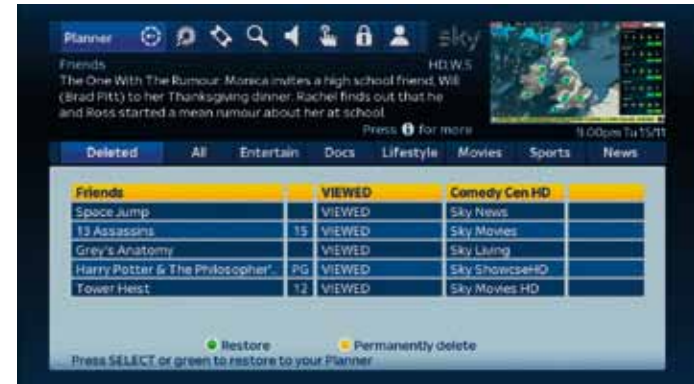 Planner sky
Friends HD,W,S
The One With The Rumour: Monica invites a high school friend, Will
(Brad Pitt) to her Thanksgiving dinner. Rachel finds out that he
and Ross started a mean rumour about her at school
Press i for more
9.00pm Tu 15/11
Deleted All Entertain Docs Lifestyle Movies Sports News
Friends VIEWED Comedy Cen HD
Space Jump VIEWED Sky News
13 Assassins 15 VIEWED Sky Movies
Grey's Anatomy VIEWED Sky Living
Harry Potter & The Philosopher'.. PG VIEWED Sky ShowcseHD
Tower Heist 12 VIEWED Sky Movies HD
Restore Permanently delete
Press SELECT or green to restore to your Planner